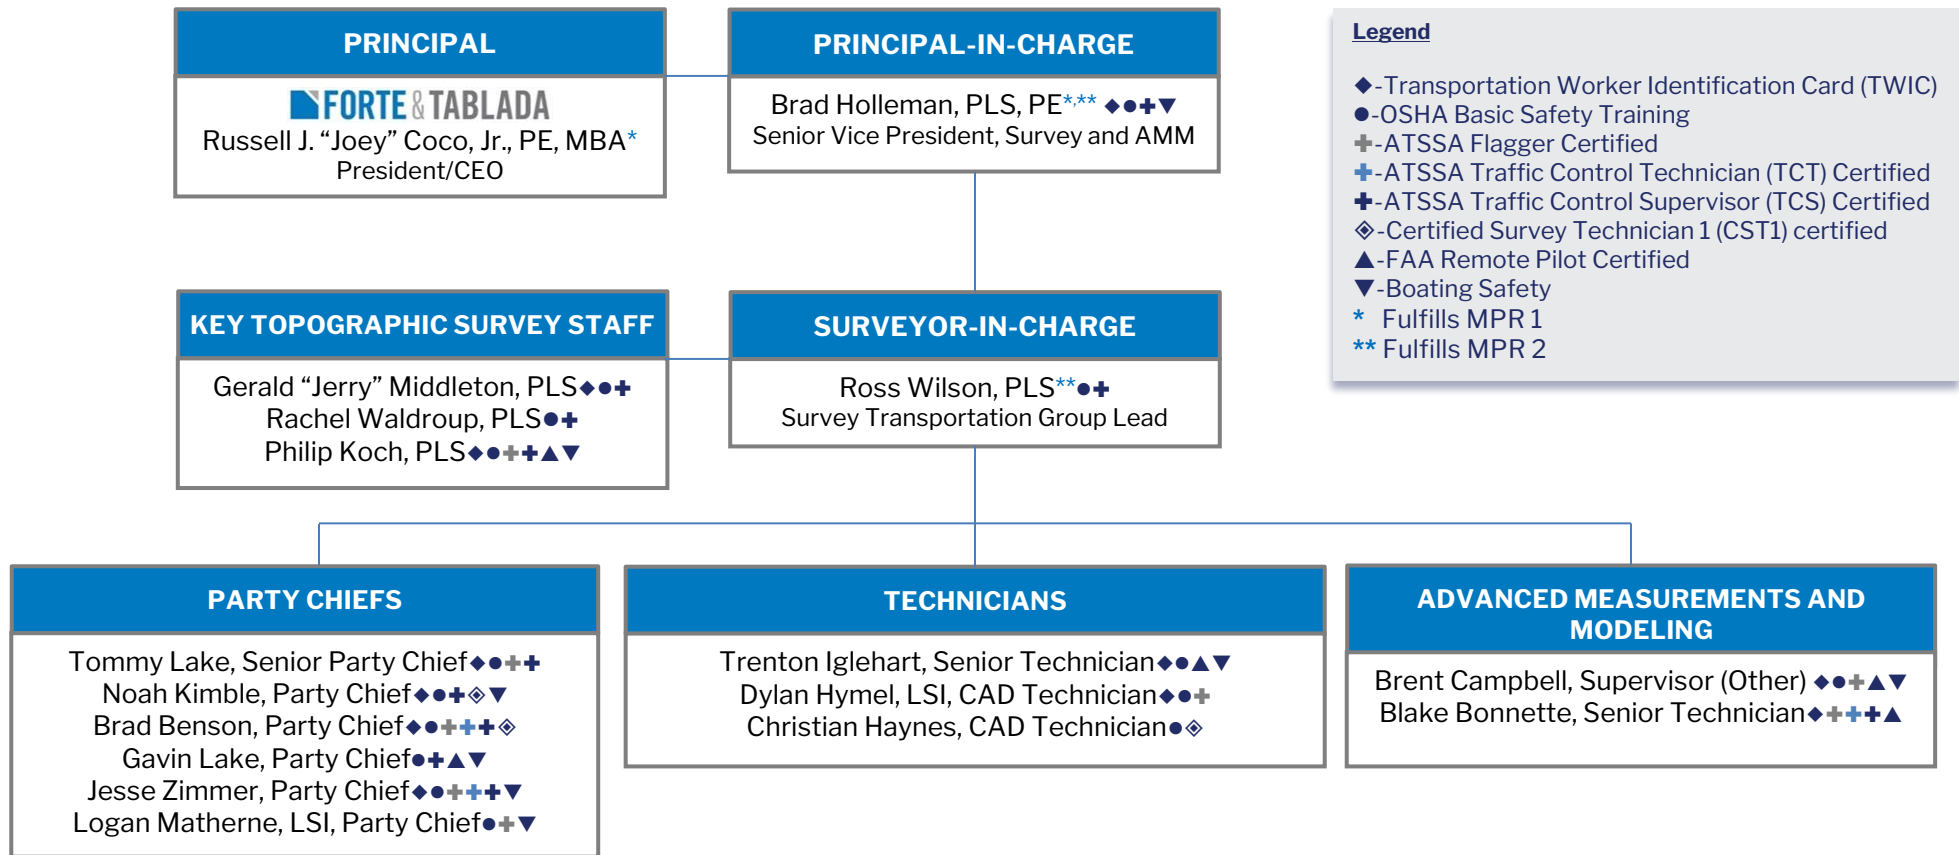 PRINCIPAL
FORTE & TABLADA
Russell J. “Joey” Coco, Jr., PE, MBA*
President/CEO
PRINCIPAL-IN-CHARGE
Brad Holleman, PLS, PE*,** ◆●✚▼
Senior Vice President, Survey and AMM
Legend
◆-Transportation Worker Identification Card (TWIC)
●-OSHA Basic Safety Training
✚-ATSSA Flagger Certified
✚-ATSSA Traffic Control Technician (TCT) Certified
✚-ATSSA Traffic Control Supervisor (TCS) Certified
◈-Certified Survey Technician 1 (CST1) certified
▲-FAA Remote Pilot Certified
▼-Boating Safety
* Fulfills MPR 1
** Fulfills MPR 2
KEY TOPOGRAPHIC SURVEY STAFF
Gerald “Jerry” Middleton, PLS◆●✚
Rachel Waldroup, PLS●✚
Philip Koch, PLS◆●✚✚▲▼
SURVEYOR-IN-CHARGE
Ross Wilson, PLS**●✚
Survey Transportation Group Lead
PARTY CHIEFS
Tommy Lake, Senior Party Chief◆●✚✚
Noah Kimble, Party Chief◆●✚◈▼
Brad Benson, Party Chief◆●✚✚✚◈
Gavin Lake, Party Chief●✚▲▼
Jesse Zimmer, Party Chief◆●✚✚✚▼
Logan Matherne, LSI, Party Chief●✚▼
TECHNICIANS
Trenton Iglehart, Senior Technician◆●▲▼
Dylan Hymel, LSI, CAD Technician◆●✚
Christian Haynes, CAD Technician●◈
ADVANCED MEASUREMENTS AND
MODELING
Brent Campbell, Supervisor (Other) ◆●✚▲▼
Blake Bonnette, Senior Technician◆✚✚✚▲